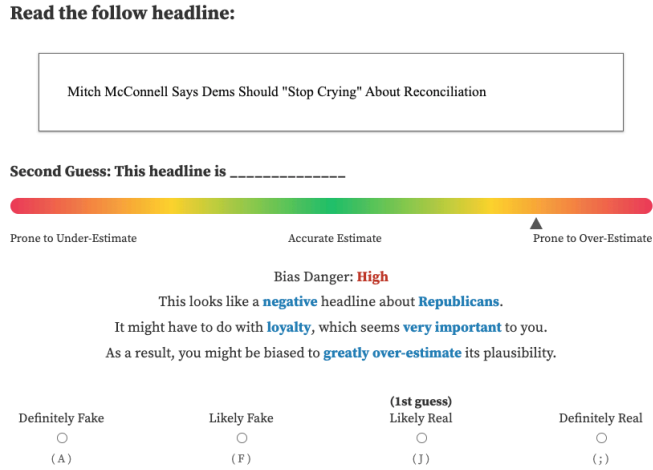 Read the follow headline:
Mitch McConnell Says Dems Should "Stop Crying" About Reconciliation
Second Guess: This headline is ______________
Prone to Under-Estimate Accurate Estimate Prone to Over-Estimate
Bias Danger: High
This looks like a negative headline about Republicans.
It might have to do with loyalty, which seems very important to you.
As a result, you might be biased to greatly over-estimate its plausibility.
(1st guess)
Definitely Fake Likely Fake Likely Real Definitely Real
(A) (F) (J) (;)